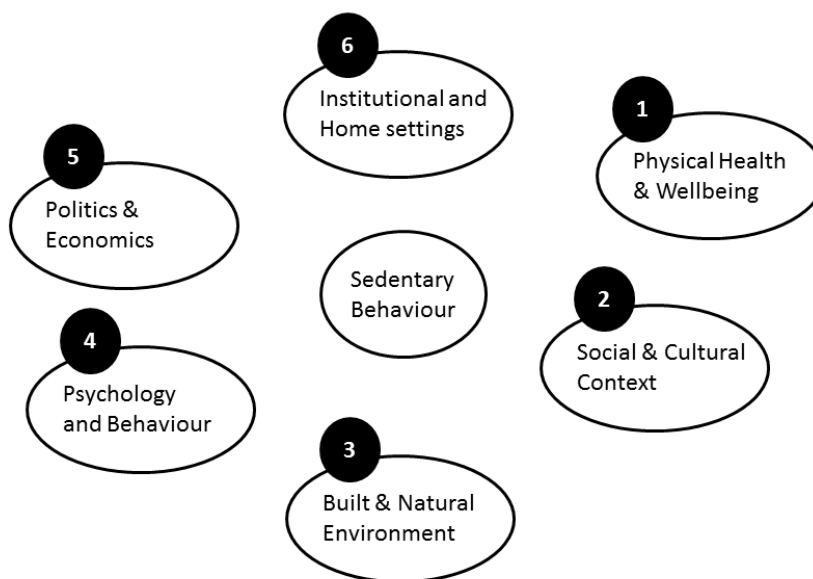 6
Institutional and
Home settings
1
Physical Health
& Wellbeing
5
Politics &
Economics
Sedentary
Behaviour
2
Social & Cultural
Context
4
Psychology
and Behaviour
3
Built & Natural
Environment